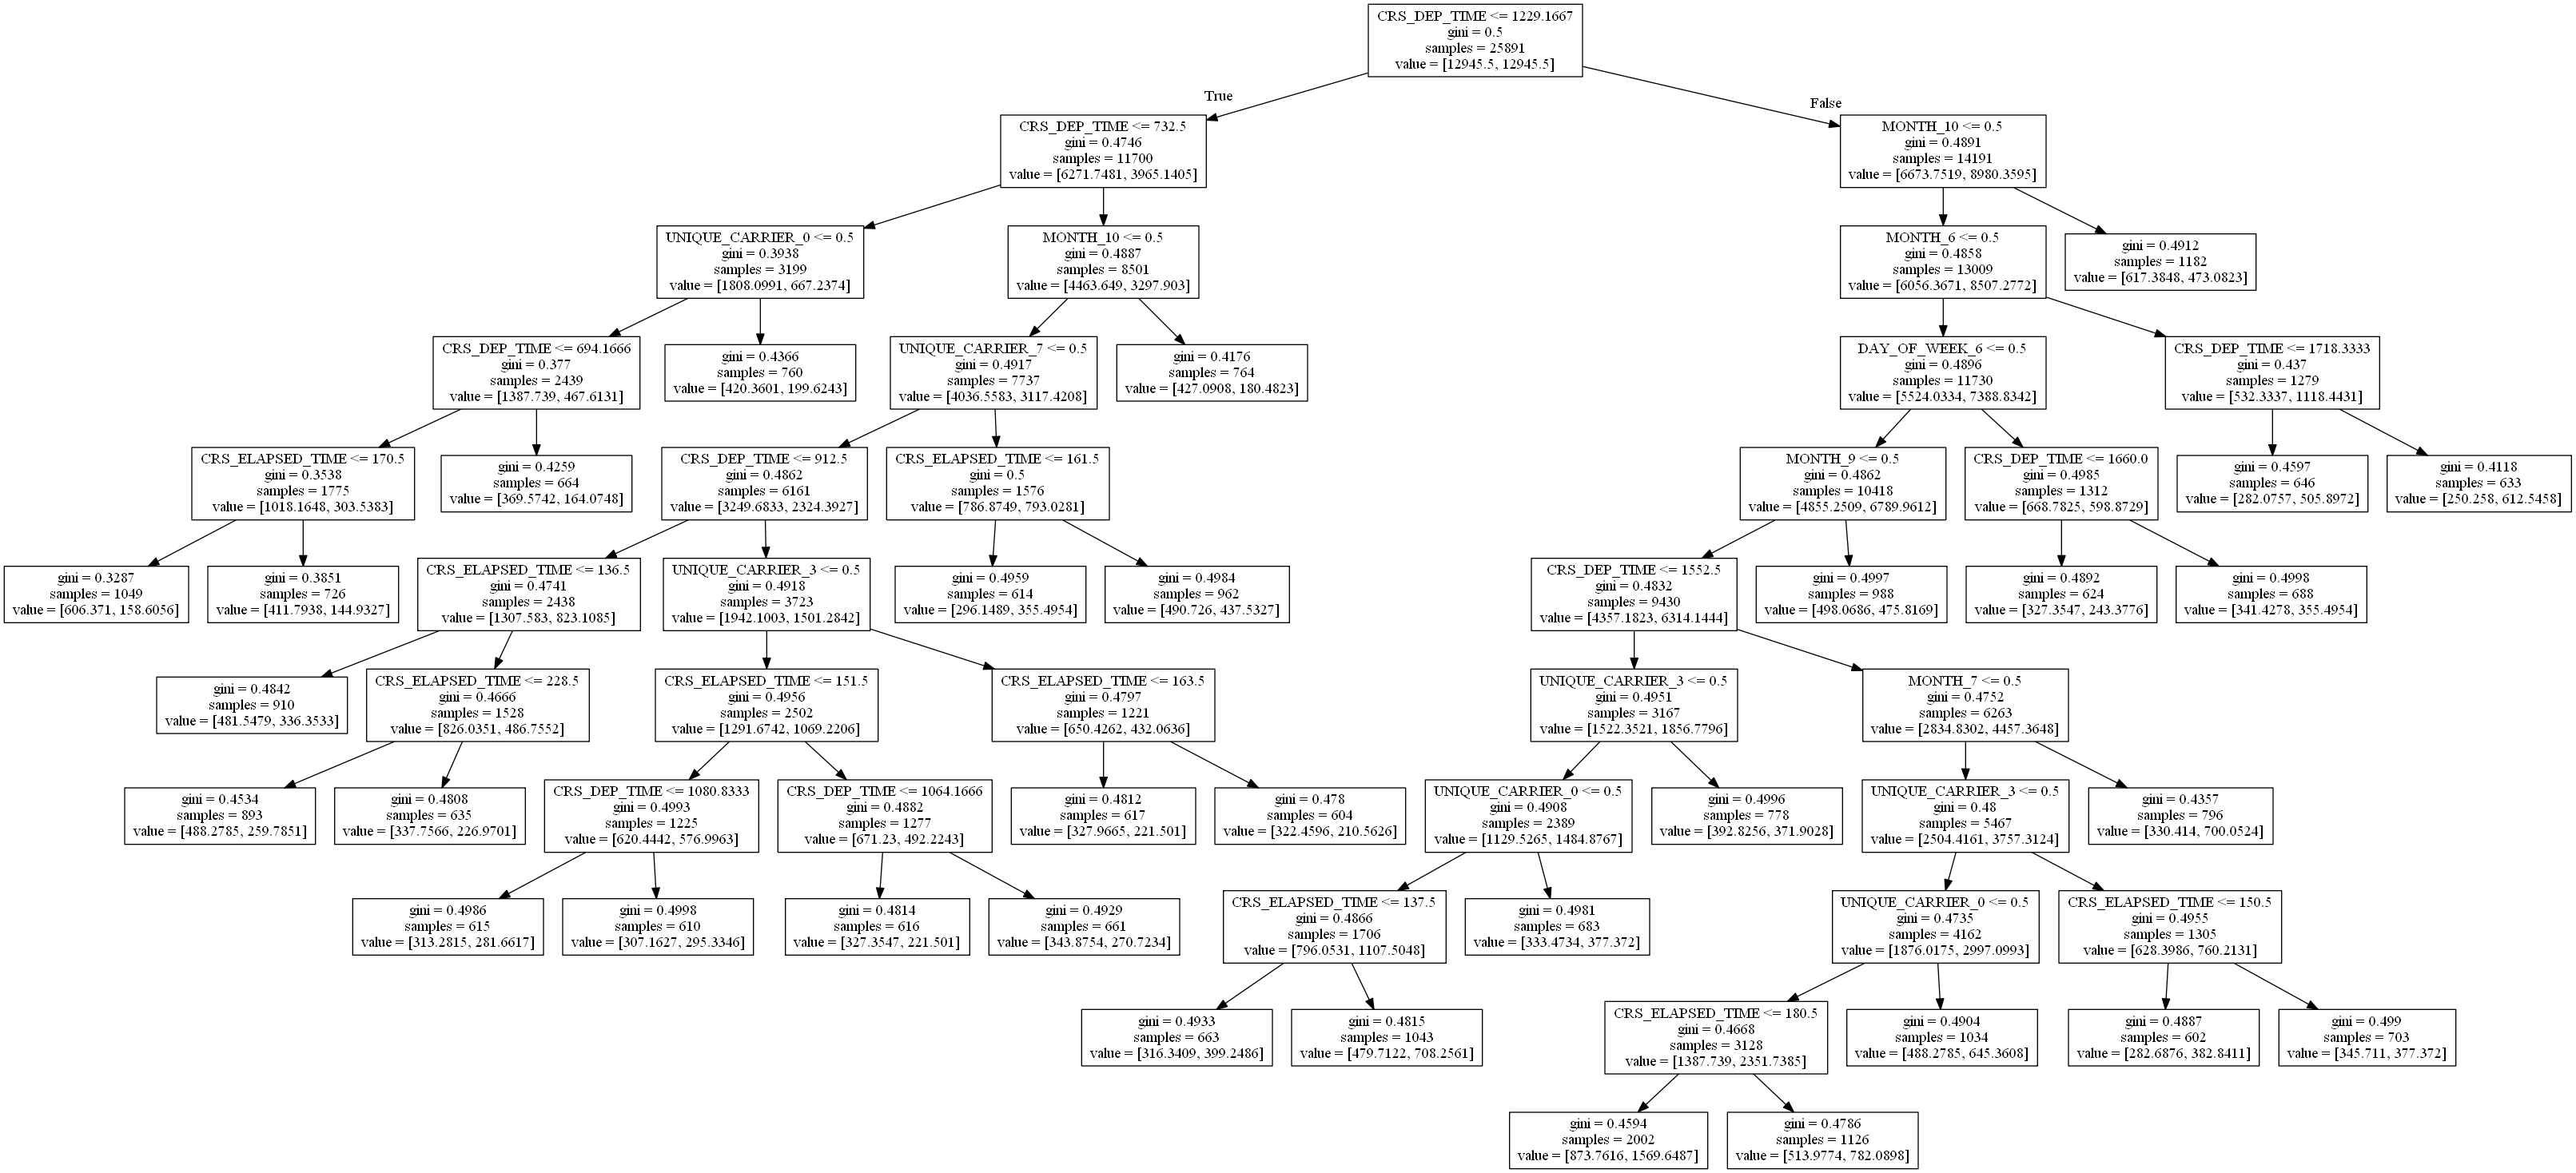 CRS_DEP_TIME <= 1229.1667
gini = 0.5
samples = 25891
value = [12945.5, 12945.5]
True
False
CRS_DEP_TIME <= 732.5
gini = 0.4746
samples = 11700
value = [6271.7481, 3965.1405]
MONTH_10 <= 0.5
gini = 0.4891
samples = 14191
value = [6673.7519, 8980.3595]
UNIQUE_CARRIER_0 <= 0.5
gini = 0.3938
samples = 3199
value = [1808.0991, 667.2374]
MONTH_10 <= 0.5
gini = 0.4887
samples = 8501
value = [4463.649, 3297.903]
MONTH_6 <= 0.5
gini = 0.4858
samples = 13009
value = [6056.3671, 8507.2772]
gini = 0.4912
samples = 1182
value = [617.3848, 473.0823]
CRS_DEP_TIME <= 694.1666
gini = 0.377
samples = 2439
value = [1387.739, 467.6131]
gini = 0.4366
samples = 760
value = [420.3601, 199.6243]
UNIQUE_CARRIER_7 <= 0.5
gini = 0.4917
samples = 7737
value = [4036.5583, 3117.4208]
gini = 0.4176
samples = 764
value = [427.0908, 180.4823]
DAY_OF_WEEK_6 <= 0.5
gini = 0.4896
samples = 11730
value = [5524.0334, 7388.8342]
CRS_DEP_TIME <= 1718.3333
gini = 0.437
samples = 1279
value = [532.3337, 1118.4431]
CRS_ELAPSED_TIME <= 170.5
gini = 0.3538
samples = 1775
value = [1018.1648, 303.5383]
gini = 0.4259
samples = 664
value = [369.5742, 164.0748]
CRS_DEP_TIME <= 912.5
gini = 0.4862
samples = 6161
value = [3249.6833, 2324.3927]
CRS_ELAPSED_TIME <= 161.5
gini = 0.5
samples = 1576
value = [786.8749, 793.0281]
MONTH_9 <= 0.5
gini = 0.4862
samples = 10418
value = [4855.2509, 6789.9612]
CRS_DEP_TIME <= 1660.0
gini = 0.4985
samples = 1312
value = [668.7825, 598.8729]
gini = 0.4597
samples = 646
value = [282.0757, 505.8972]
gini = 0.4118
samples = 633
value = [250.258, 612.5458]
gini = 0.3287
samples = 1049
value = [606.371, 158.6056]
gini = 0.3851
samples = 726
value = [411.7938, 144.9327]
CRS_ELAPSED_TIME <= 136.5
gini = 0.4741
samples = 2438
value = [1307.583, 823.1085]
UNIQUE_CARRIER_3 <= 0.5
gini = 0.4918
samples = 3723
value = [1942.1003, 1501.2842]
gini = 0.4959
samples = 614
value = [296.1489, 355.4954]
gini = 0.4984
samples = 962
value = [490.726, 437.5327]
CRS_DEP_TIME <= 1552.5
gini = 0.4832
samples = 9430
value = [4357.1823, 6314.1444]
gini = 0.4997
samples = 988
value = [498.0686, 475.8169]
gini = 0.4892
samples = 624
value = [327.3547, 243.3776]
gini = 0.4998
samples = 688
value = [341.4278, 355.4954]
gini = 0.4842
samples = 910
value = [481.5479, 336.3533]
CRS_ELAPSED_TIME <= 228.5
gini = 0.4666
samples = 1528
value = [826.0351, 486.7552]
CRS_ELAPSED_TIME <= 151.5
gini = 0.4956
samples = 2502
value = [1291.6742, 1069.2206]
CRS_ELAPSED_TIME <= 163.5
gini = 0.4797
samples = 1221
value = [650.4262, 432.0636]
UNIQUE_CARRIER_3 <= 0.5
gini = 0.4951
samples = 3167
value = [1522.3521, 1856.7796]
MONTH_7 <= 0.5
gini = 0.4752
samples = 6263
value = [2834.8302, 4457.3648]
gini = 0.4534
samples = 893
value = [488.2785, 259.7851]
gini = 0.4808
samples = 635
value = [337.7566, 226.9701]
CRS_DEP_TIME <= 1080.8333
gini = 0.4993
samples = 1225
value = [620.4442, 576.9963]
CRS_DEP_TIME <= 1064.1666
gini = 0.4882
samples = 1277
value = [671.23, 492.2243]
gini = 0.4812
samples = 617
value = [327.9665, 221.501]
gini = 0.478
samples = 604
value = [322.4596, 210.5626]
UNIQUE_CARRIER_0 <= 0.5
gini = 0.4908
samples = 2389
value = [1129.5265, 1484.8767]
gini = 0.4996
samples = 778
value = [392.8256, 371.9028]
UNIQUE_CARRIER_3 <= 0.5
gini = 0.48
samples = 5467
value = [2504.4161, 3757.3124]
gini = 0.4357
samples = 796
value = [330.414, 700.0524]
gini = 0.4986
samples = 615
value = [313.2815, 281.6617]
gini = 0.4998
samples = 610
value = [307.1627, 295.3346]
gini = 0.4814
samples = 616
value = [327.3547, 221.501]
gini = 0.4929
samples = 661
value = [343.8754, 270.7234]
CRS_ELAPSED_TIME <= 137.5
gini = 0.4866
samples = 1706
value = [796.0531, 1107.5048]
gini = 0.4981
samples = 683
value = [333.4734, 377.372]
UNIQUE_CARRIER_0 <= 0.5
gini = 0.4735
samples = 4162
value = [1876.0175, 2997.0993]
CRS_ELAPSED_TIME <= 150.5
gini = 0.4955
samples = 1305
value = [628.3986, 760.2131]
gini = 0.4933
samples = 663
value = [316.3409, 399.2486]
gini = 0.4815
samples = 1043
value = [479.7122, 708.2561]
CRS_ELAPSED_TIME <= 180.5
gini = 0.4668
samples = 3128
value = [1387.739, 2351.7385]
gini = 0.4904
samples = 1034
value = [488.2785, 645.3608]
gini = 0.4887
samples = 602
value = [282.6876, 382.8411]
gini = 0.499
samples = 703
value = [345.711, 377.372]
gini = 0.4594
samples = 2002
value = [873.7616, 1569.6487]
gini = 0.4786
samples = 1126
value = [513.9774, 782.0898]